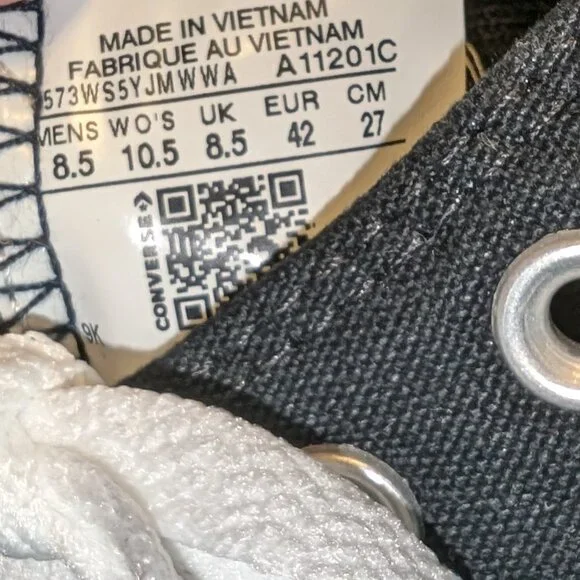 MADE IN VIETNAM
FABRIQUE AU VIETNAM
573WS5YJMWWA A11201C
MENS WO'S UK EUR CM
8.5 10.5 8.5 42 27
CONVERSE
9K